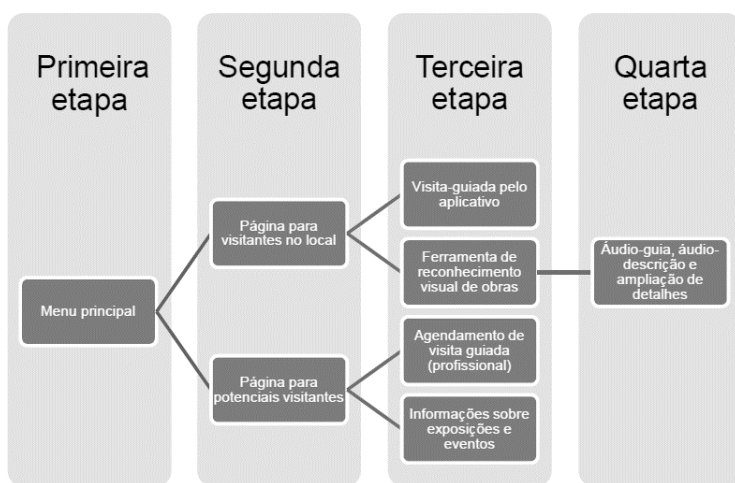 Primeira
etapa
Segunda
etapa
Terceira
etapa
Quarta
etapa
Menu principal
Página para
visitantes no local
Página para
potenciais visitantes
Visita-guiada pelo
aplicativo
Ferramenta de
reconhecimento
visual de obras
Agendamento de
visita guiada
(profissional)
Informações sobre
exposições e
eventos
Áudio-guia, áudio-
descrição e
ampliação de
detalhes